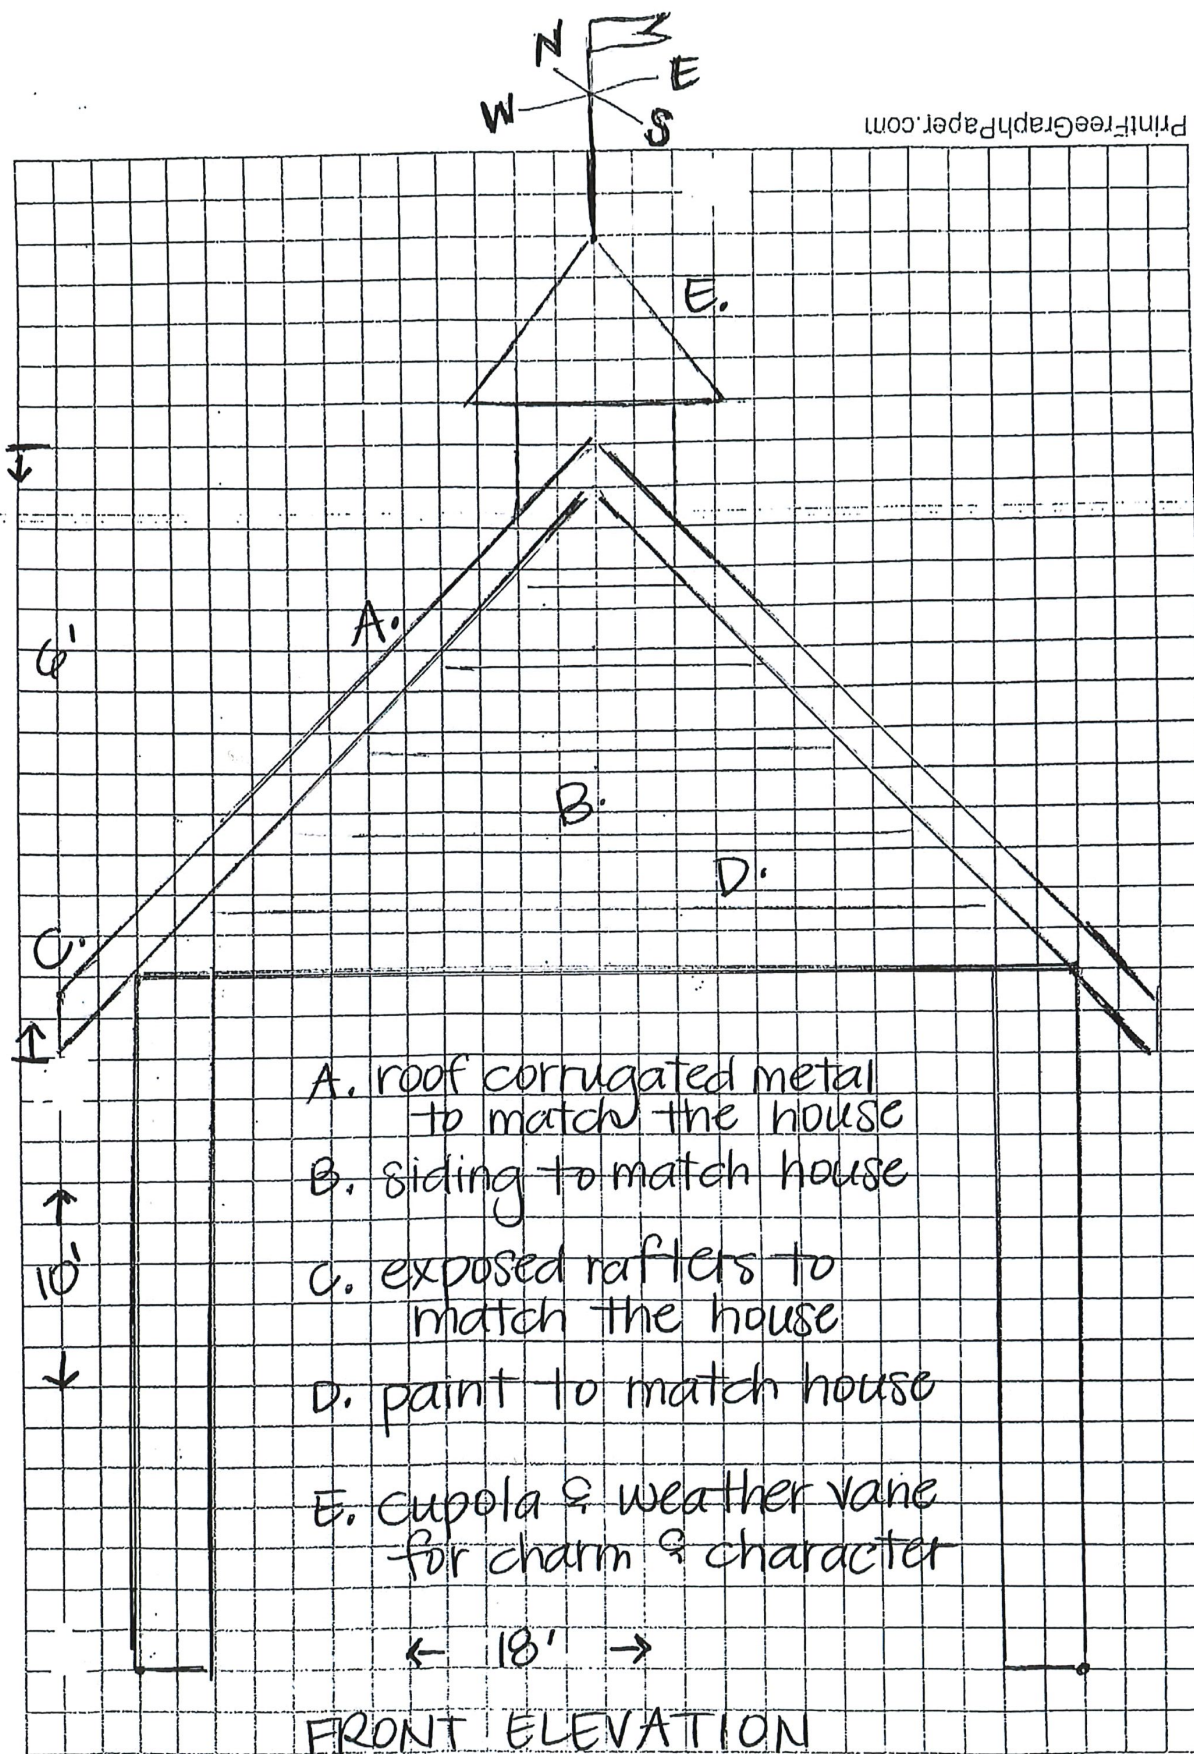 N
E
W
S
PrintFreeGraphPaper.com
E.
A.
6'
B.
D.
C.
A. roof corrugated metal
to match the house
B. siding to match house
10'
C. exposed rafters to
match the house
D. paint to match house
E. cupola & weather vane
for charm & character
18'
FRONT ELEVATION